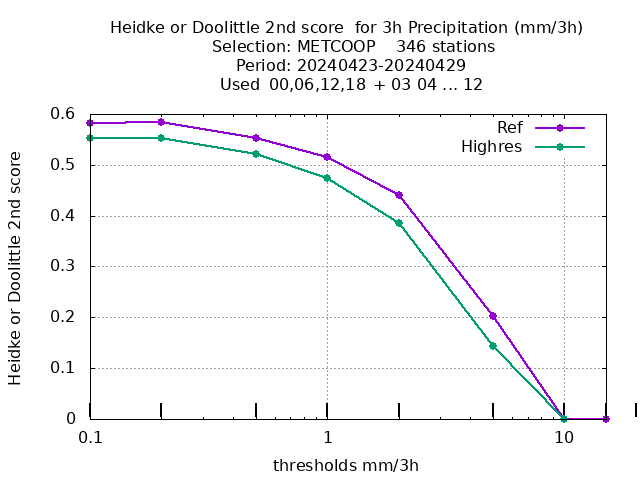 Heidke or Doolittle 2nd score  for 3h Precipitation (mm/3h)
Selection: METCOOP    346 stations
Period: 20240423-20240429
Used  00,06,12,18  + 03 04 ... 12
Ref
Highres
Heidke or Doolittle 2nd score
0.6
0.5
0.4
0.3
0.2
0.1
0
0.1
1
10
thresholds mm/3h